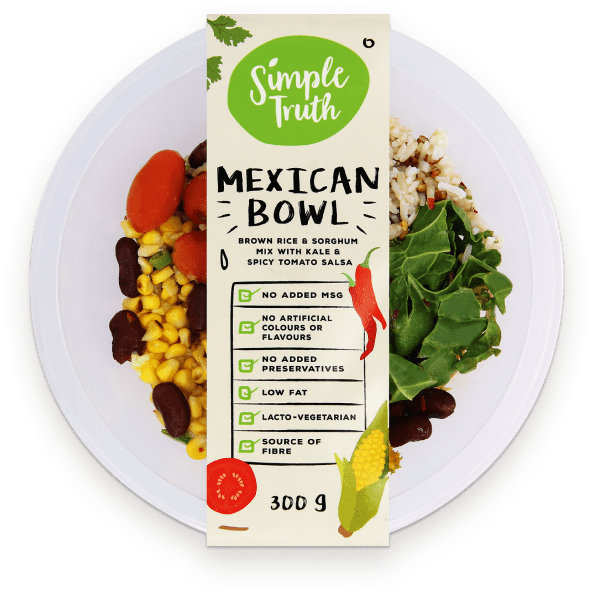 Simple
Truth
MEXICAN
BOWL
BROWN RICE & SORGHUM
MIX WITH KALE &
SPICY TOMATO SALSA
NO ADDED MSG
NO ARTIFICIAL
COLOURS OR
FLAVOURS
NO ADDED
PRESERVATIVES
LOW FAT
LACTO-VEGETARIAN
SOURCE OF
FIBRE
300g